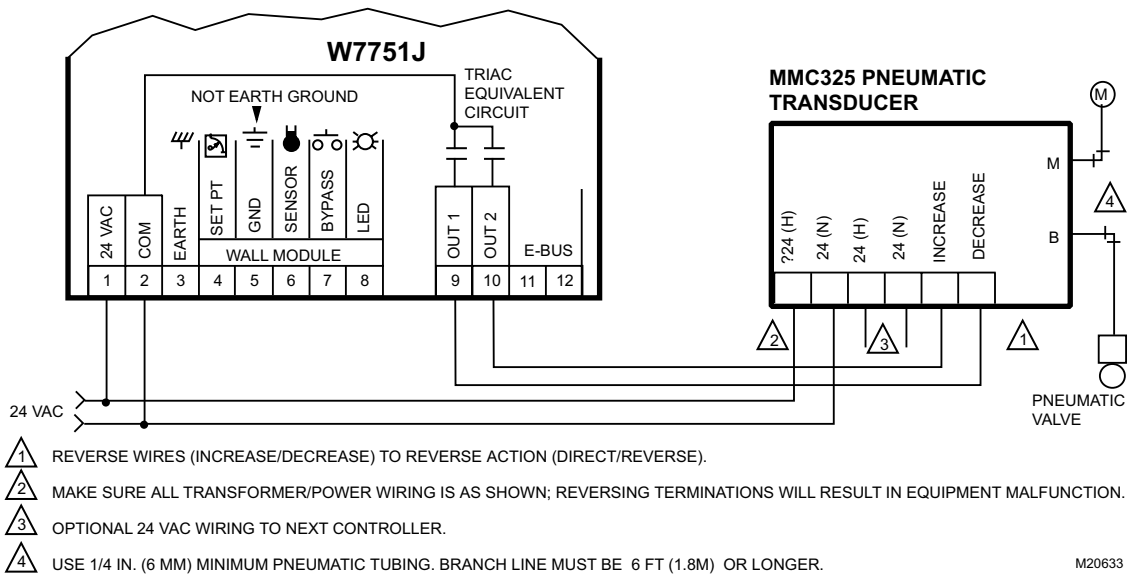 W7751J
TRIAC
EQUIVALENT
CIRCUIT
NOT EARTH GROUND
24 VAC
COM
EARTH
SET PT
GND
SENSOR
BYPASS
LED
WALL MODULE
OUT 1
OUT 2
E-BUS
1 2 3 4 5 6 7 8 9 10 11 12
MMC325 PNEUMATIC
TRANSDUCER
M
?24 (H)
24 (N)
24 (H)
24 (N)
INCREASE
DECREASE
M
B
4
2
3
1
24 VAC
PNEUMATIC
VALVE
1 REVERSE WIRES (INCREASE/DECREASE) TO REVERSE ACTION (DIRECT/REVERSE).
2 MAKE SURE ALL TRANSFORMER/POWER WIRING IS AS SHOWN; REVERSING TERMINATIONS WILL RESULT IN EQUIPMENT MALFUNCTION.
3 OPTIONAL 24 VAC WIRING TO NEXT CONTROLLER.
4 USE 1/4 IN. (6 MM) MINIMUM PNEUMATIC TUBING. BRANCH LINE MUST BE 6 FT (1.8M) OR LONGER.
M20633